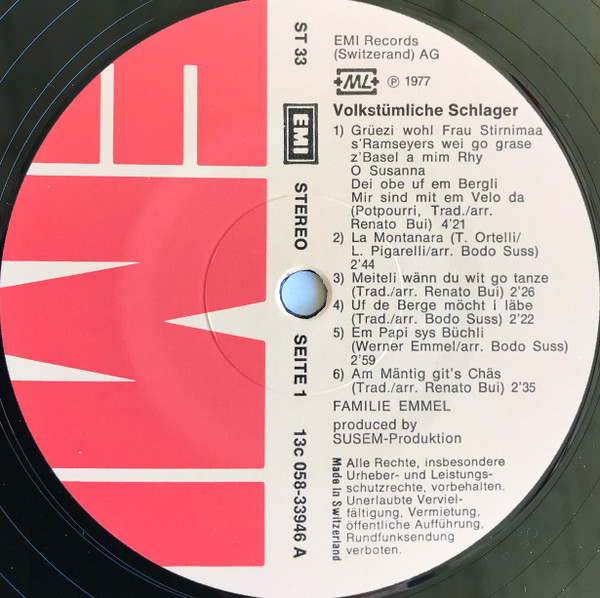 EMI Records
(Switzerand) AG
ML ℗ 1977
Volkstümliche Schlager
1) Grüezi wohl Frau Stirnimaa
s'Ramseyers wei go grase
z'Basel a mim Rhy
O Susanna
Dei obe uf em Bergli
Mir sind mit em Velo da
(Potpourri, Trad./arr.
Renato Bui) 4'21
2) La Montanara (T. Ortelli/
L. Pigarelli/arr. Bodo Suss)
2'44
3) Meiteli wänn du wit go tanze
(Trad./arr. Renato Bui) 2'26
4) Uf de Berge möcht i läbe
(Trad./arr. Bodo Suss) 2'22
5) Em Papi sys Büchli
(Werner Emmel/arr. Bodo Suss)
2'59
6) Am Mäntig git's Chäs
(Trad./arr. Renato Bui) 2'35
FAMILIE EMMEL
produced by
SUSEM-Produktion
Alle Rechte, insbesondere
Urheber- und Leistungs-
schutzrechte, vorbehalten.
Unerlaubte Verviel-
fältigung, Vermietung,
öffentliche Aufführung,
Rundfunksendung
verboten.
Made in Switzerland
ST 33
EMI
STEREO
SEITE 1
13c 058-33946 A
EMI